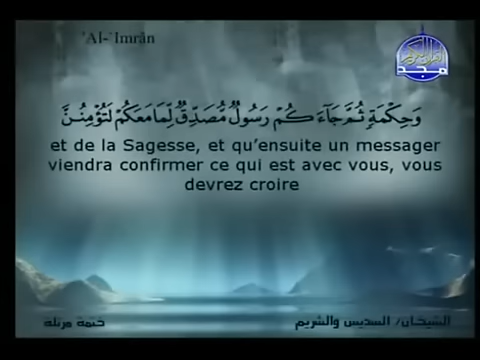 'Al-'Imrân
مجد
وَحِكْمَةٍ ثُمَّ جَآءَ كُمْ رَسُولٌ مُّصَدِّقٌ لِّمَا مَعَكُمْ لَتُؤْمِنُنَّ
et de la Sagesse, et qu’ensuite un messager
viendra confirmer ce qui est avec vous, vous
devrez croire
الشيخان/ السديس والشريم
ختمة مرتلة